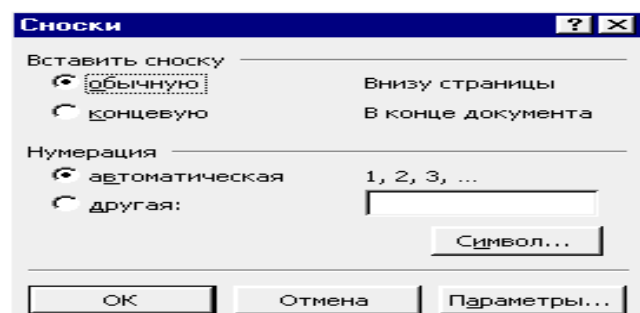 Сноски
Вставить сноску
обычную Внизу страницы
концевую В конце документа
Нумерация
автоматическая 1, 2, 3, ...
другая:
Символ...
ОК Отмена Параметры...